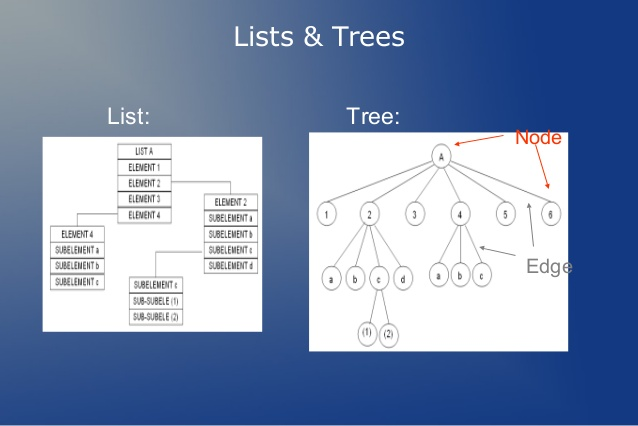 Lists & Trees
List:
LIST A
ELEMENT 1
ELEMENT 2
ELEMENT 3
ELEMENT 4
ELEMENT 2
SUBELEMENT a
SUBELEMENT b
SUBELEMENT c
SUBELEMENT d
ELEMENT 4
SUBELEMENT a
SUBELEMENT b
SUBELEMENT c
SUBELEMENT c
SUB-SUBELE (1)
SUB-SUBELE (2)
Tree:
Node
A
1 2 3 4 5 6
Edge
a b c d a b c
(1) (2)